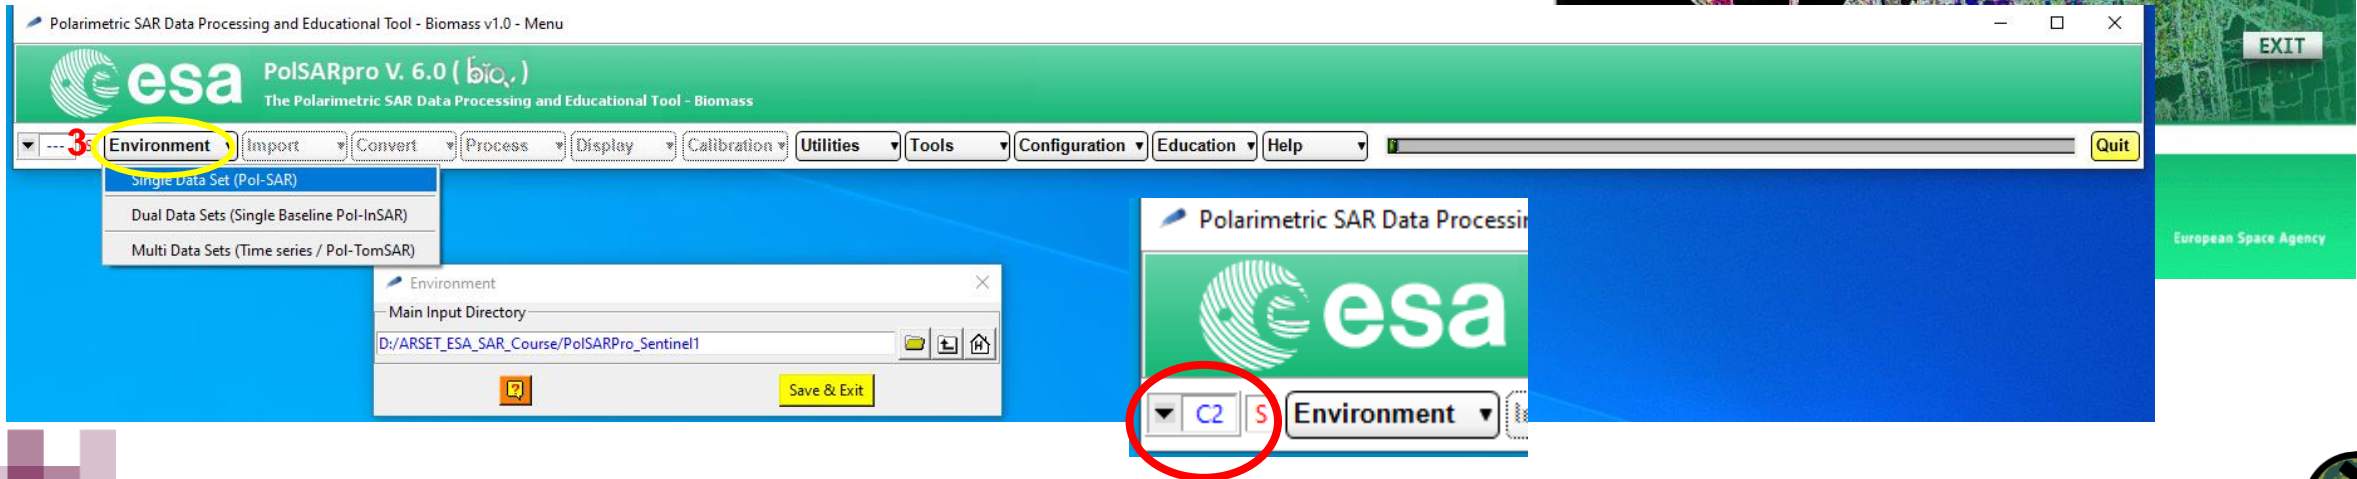 Polarimetric SAR Data Processing and Educational Tool - Biomass v1.0 - Menu
EXIT
esa
PolSARpro V. 6.0 ( bio )
The Polarimetric SAR Data Processing and Educational Tool - Biomass
--- 3 S Environment Import Convert Process Display Calibration Utilities Tools Configuration Education Help Quit
Single Data Set (Pol-SAR)
Dual Data Sets (Single Baseline Pol-InSAR)
Multi Data Sets (Time series / Pol-TomSAR)
Environment
Main Input Directory
D:/ARSET_ESA_SAR_Course/PolSARPro_Sentinel1
H
?
Save & Exit
Polarimetric SAR Data Processin
esa
C2 S Environment
European Space Agency